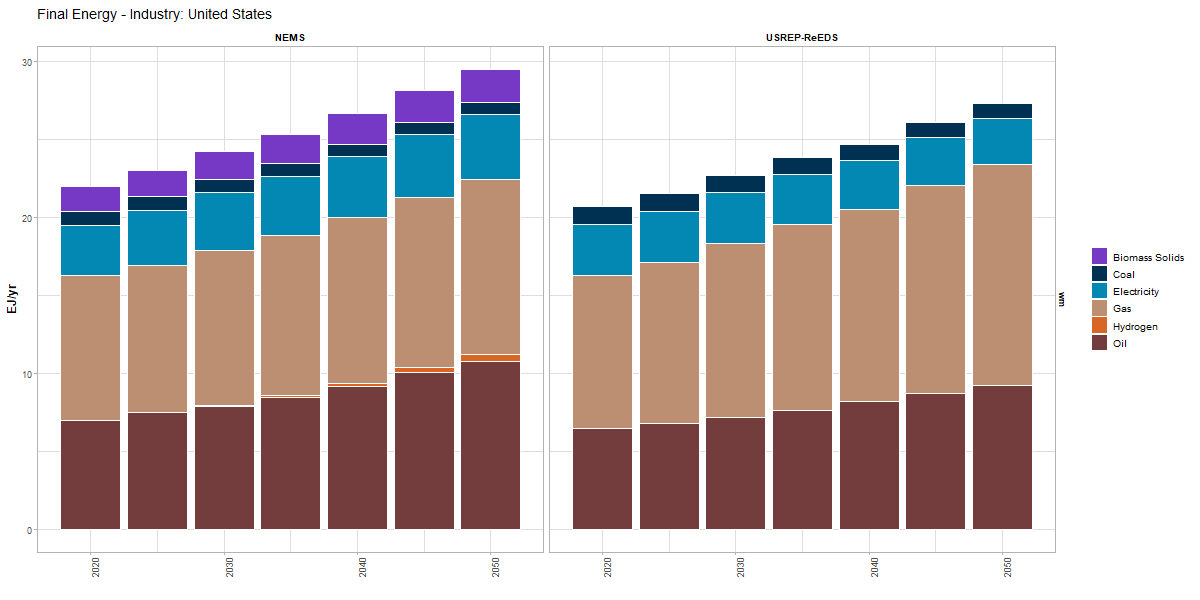 Final Energy - Industry: United States
NEMS
USREP-ReEDS
30
20
10
0
EJ/yr
wm
2020
2030
2040
2050
2020
2030
2040
2050
Biomass Solids
Coal
Electricity
Gas
Hydrogen
Oil